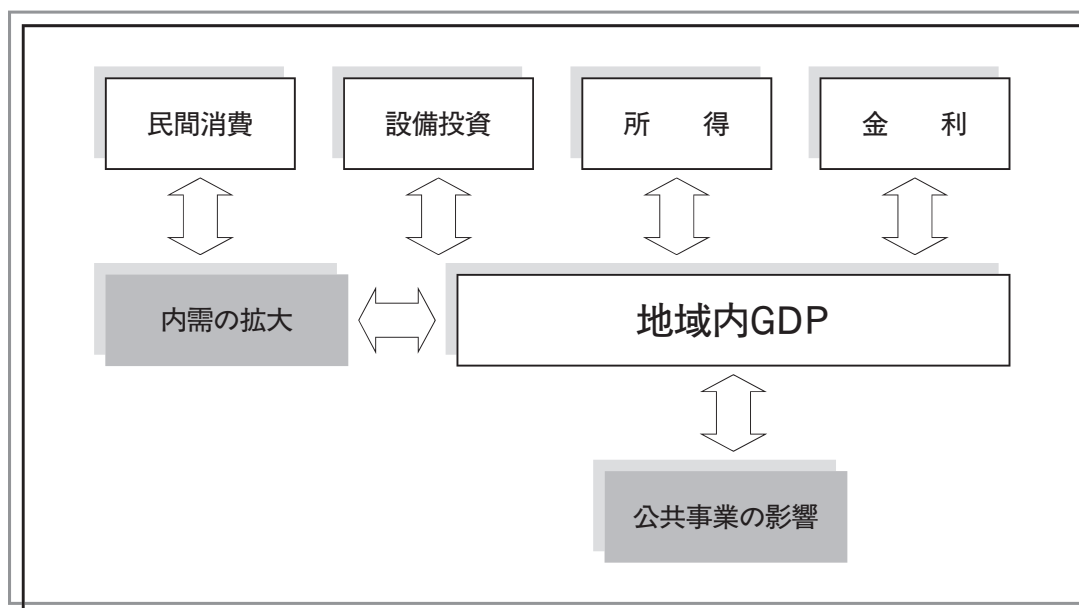 民間消費
設備投資
所　得
金　利
内需の拡大
地域内GDP
公共事業の影響